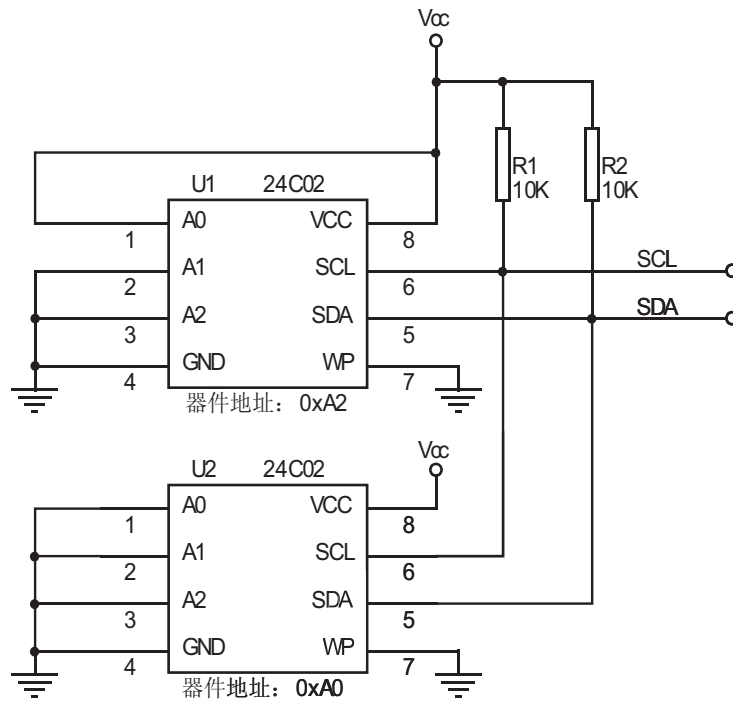 Vcc
R1
10K
R2
10K
U1 24C02
A0 VCC
1 8
A1 SCL
2 6
SCL
A2 SDA
3 5
SDA
GND WP
4 7
器件地址：0xA2
Vcc
U2 24C02
A0 VCC
1 8
A1 SCL
2 6
A2 SDA
3 5
GND WP
4 7
器件地址：0xA0